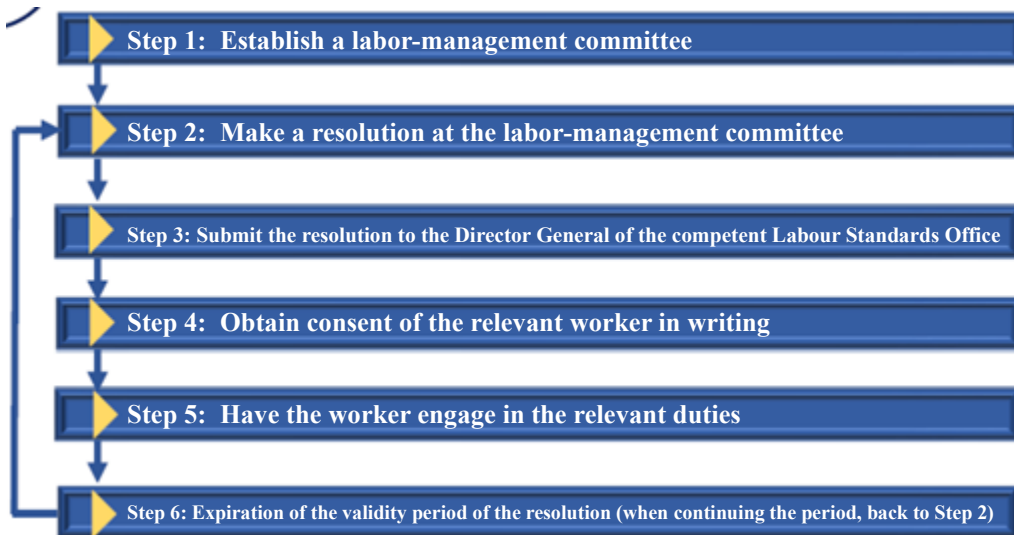 Step 1: Establish a labor-management committee
Step 2: Make a resolution at the labor-management committee
Step 3: Submit the resolution to the Director General of the competent Labour Standards Office
Step 4: Obtain consent of the relevant worker in writing
Step 5: Have the worker engage in the relevant duties
Step 6: Expiration of the validity period of the resolution (when continuing the period, back to Step 2)